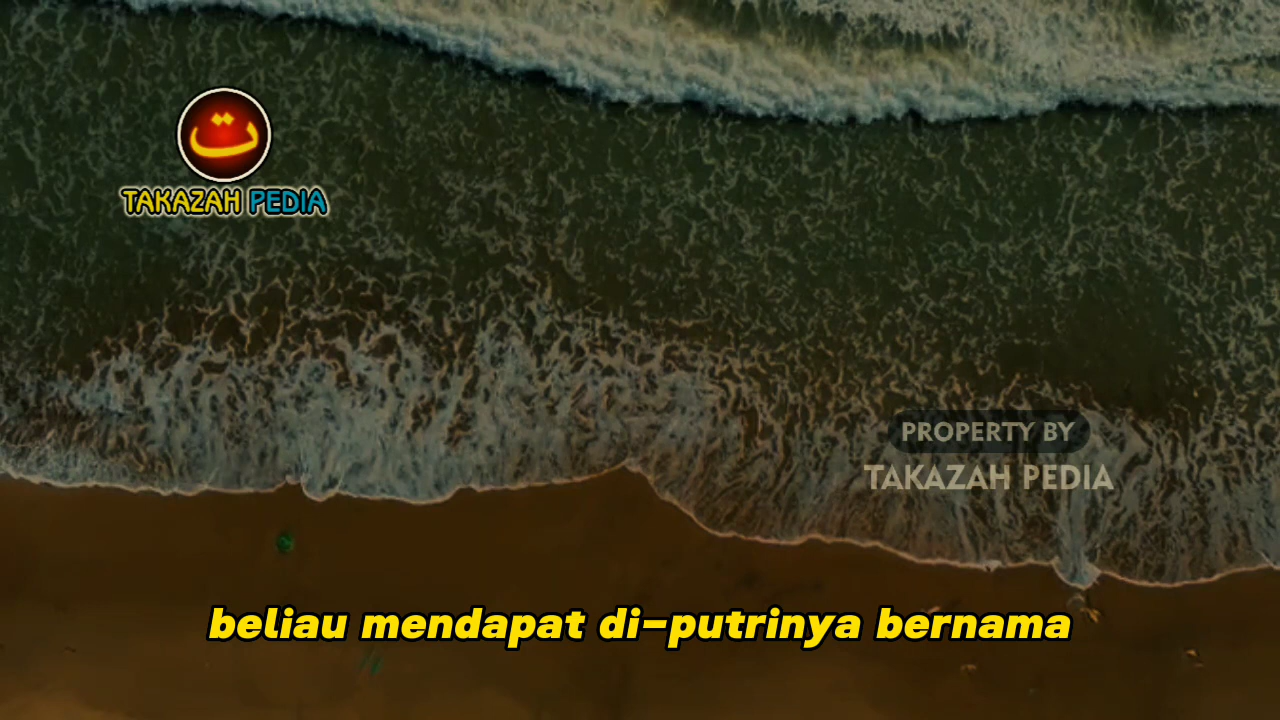 ت
TAKAZAH PEDIA
PROPERTY BY
TAKAZAH PEDIA
beliau mendapat di-putrinya bernama